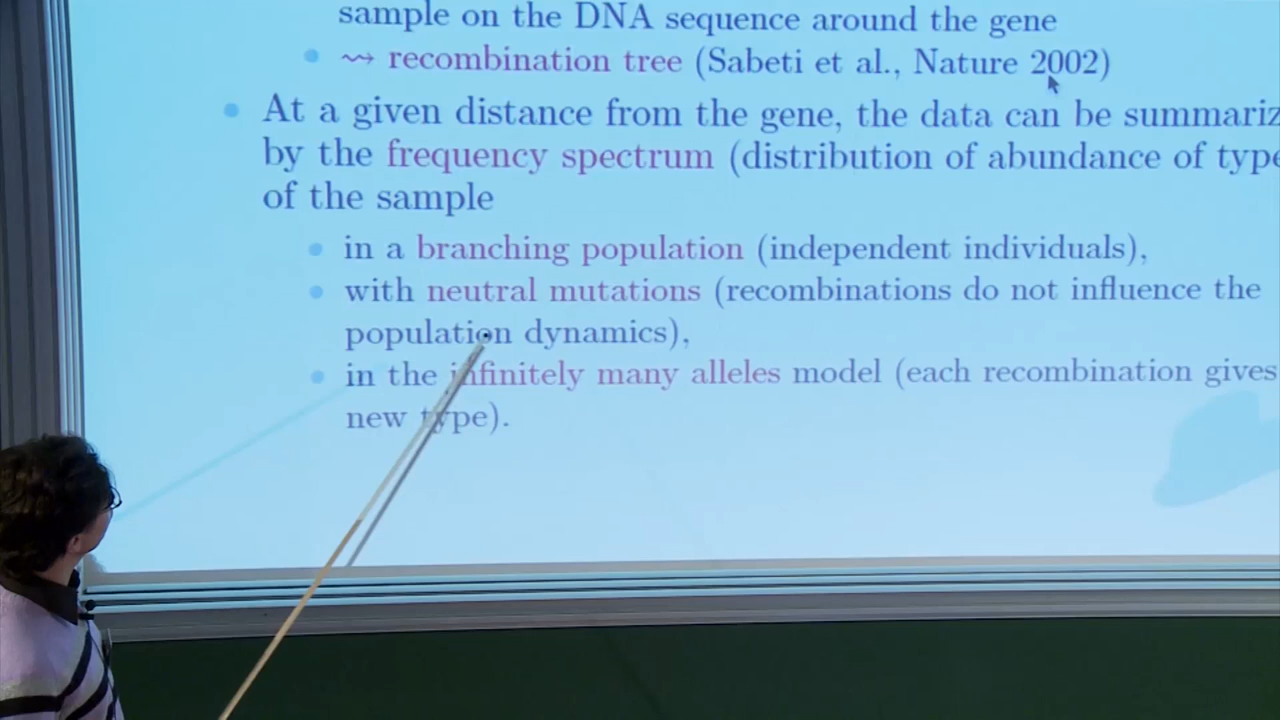 sample on the DNA sequence around the gene
⇝ recombination tree (Sabeti et al., Nature 2002)
At a given distance from the gene, the data can be summariz
by the frequency spectrum (distribution of abundance of type
of the sample
in a branching population (independent individuals),
with neutral mutations (recombinations do not influence the
population dynamics),
in the infinitely many alleles model (each recombination gives
new type).